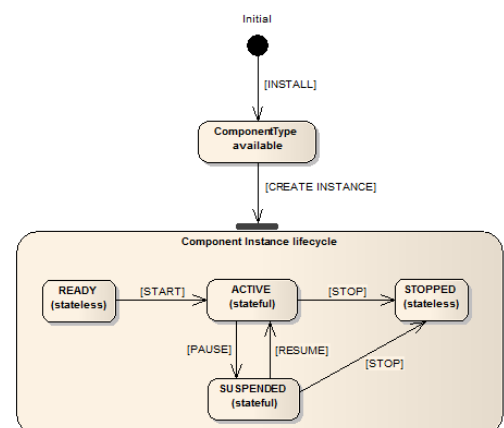 Initial
[INSTALL]
ComponentType
available
[CREATE INSTANCE]
Component Instance lifecycle
READY
(stateless)
[START]
ACTIVE
(stateful)
[STOP]
STOPPED
(stateless)
[PAUSE]
[RESUME]
[STOP]
SUSPENDED
(stateful)